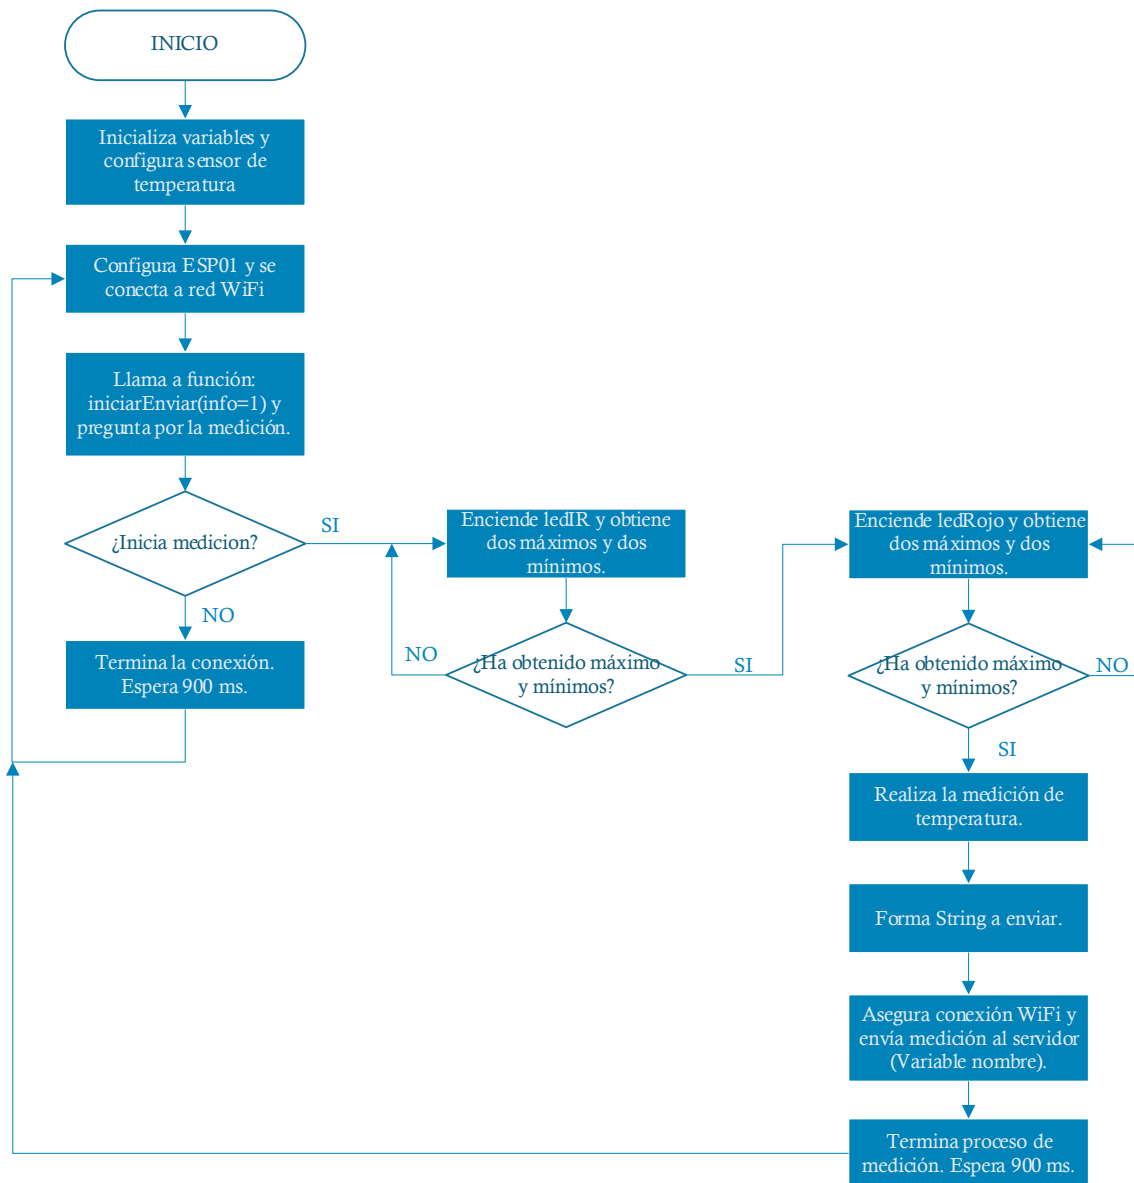 INICIO
Inicializa variables y
configura sensor de
temperatura
Configura ESP01 y se
conecta a red WiFi
Llama a función:
iniciarEnviar(info=1) y
pregunta por la medición.
¿Inicia medicion?
SI
NO
Termina la conexión.
Espera 900 ms.
Enciende ledIR y obtiene
dos máximos y dos
mínimos.
¿Ha obtenido máximo
y mínimos?
NO
SI
Enciende ledRojo y obtiene
dos máximos y dos
mínimos.
¿Ha obtenido máximo
y mínimos?
NO
SI
Realiza la medición de
temperatura.
Forma String a enviar.
Asegura conexión WiFi y
envía medición al servidor
(Variable nombre).
Termina proceso de
medición. Espera 900 ms.